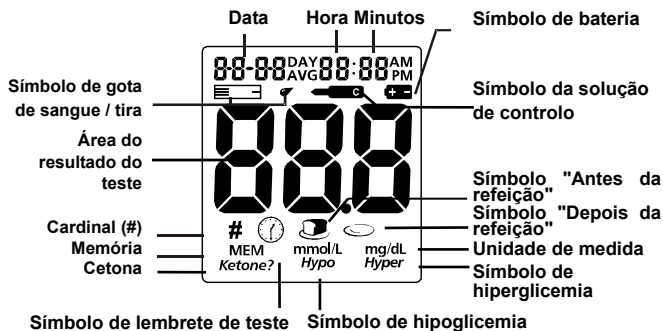 Data
Hora Minutos
Símbolo de bateria
88-88 DAY AVG 88:88 AM PM
Símbolo de gota
de sangue / tira
C
+ -
Símbolo da solução
de controlo
Área do
resultado do
teste
888
Símbolo "Antes da
refeição"
Símbolo "Depois da
refeição"
Cardinal (#)
#
Memória
MEM
mmol/L
mg/dL
Unidade de medida
Cetona
Ketone?
Hypo
Hyper
Símbolo de
hiperglicemia
Símbolo de lembrete de teste
Símbolo de hipoglicemia